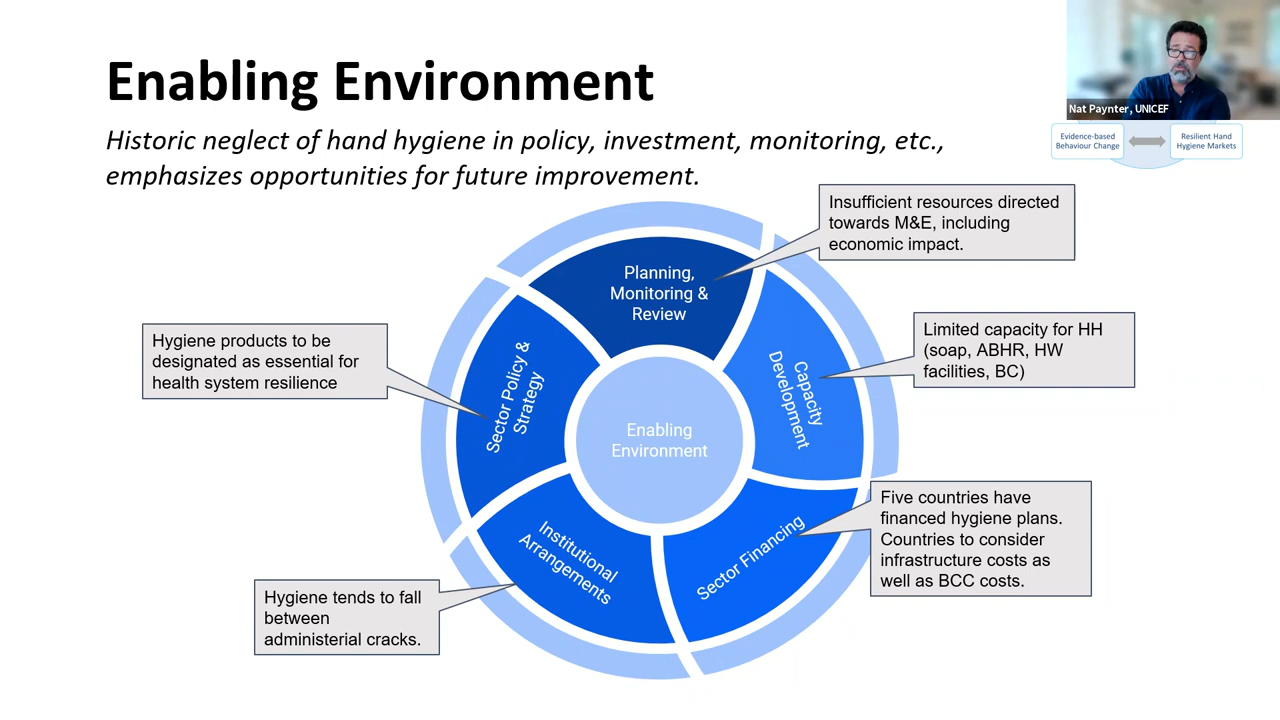 Enabling Environment
Historic neglect of hand hygiene in policy, investment, monitoring, etc.,
emphasizes opportunities for future improvement.
Nat Paynter, UNICEF
Evidence-based
Behaviour Change
Resilient Hand
Hygiene Markets
Insufficient resources directed
towards M&E, including
economic impact.
Planning,
Monitoring &
Review
Limited capacity for HH
(soap, ABHR, HW
facilities, BC)
Capacity
Development
Hygiene products to be
designated as essential for
health system resilience
Sector Policy &
Strategy
Enabling
Environment
Five countries have
financed hygiene plans.
Countries to consider
infrastructure costs as
well as BCC costs.
Sector Financing
Institutional
Arrangements
Hygiene tends to fall
between
administerial cracks.